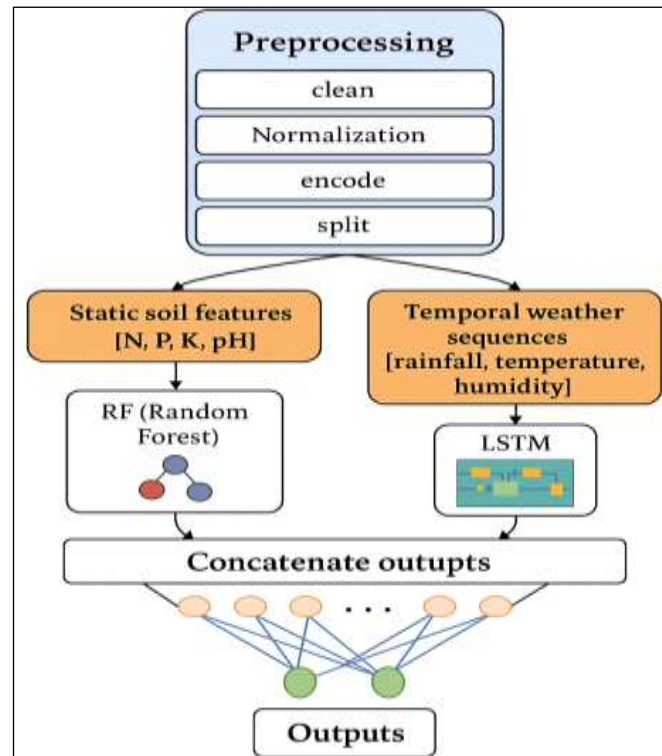 Preprocessing
clean
Normalization
encode
split
Static soil features
[N, P, K, pH]
Temporal weather
sequences
[rainfall, temperature,
humidity]
RF (Random
Forest)
LSTM
Concatenate outupts
Outputs